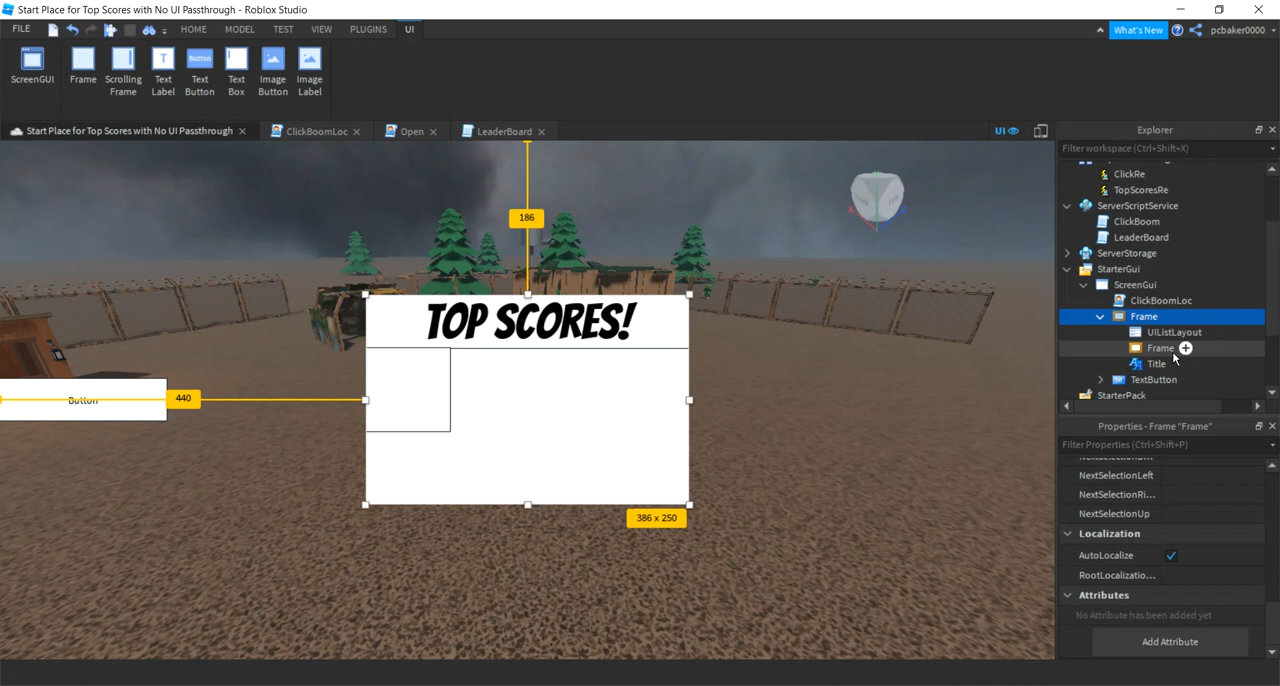 Start Place for Top Scores with No UI Passthrough - Roblox Studio
FILE
HOME
MODEL
TEST
VIEW
PLUGINS
UI
What's New
pcbaker0000
ScreenGUI
Frame
Scrolling Frame
Text Label
Button
Text Button
Text Box
Image Button
Image Label
Start Place for Top Scores with No UI Passthrough
ClickBoomLoc
Open
LeaderBoard
UI
Explorer
Filter workspace (Ctrl+Shift+X)
ClickRe
TopScoresRe
ServerScriptService
ClickBoom
LeaderBoard
ServerStorage
StarterGui
ScreenGui
ClickBoomLoc
Frame
UIListLayout
Frame
Title
TextButton
StarterPack
186
TOP SCORES!
Button
440
386 x 250
Properties - Frame "Frame"
Filter Properties (Ctrl+Shift+P)
NextSelectionLeft
NextSelectionRi...
NextSelectionUp
Localization
AutoLocalize
RootLocalizatio...
Attributes
No Attribute has been added yet
Add Attribute